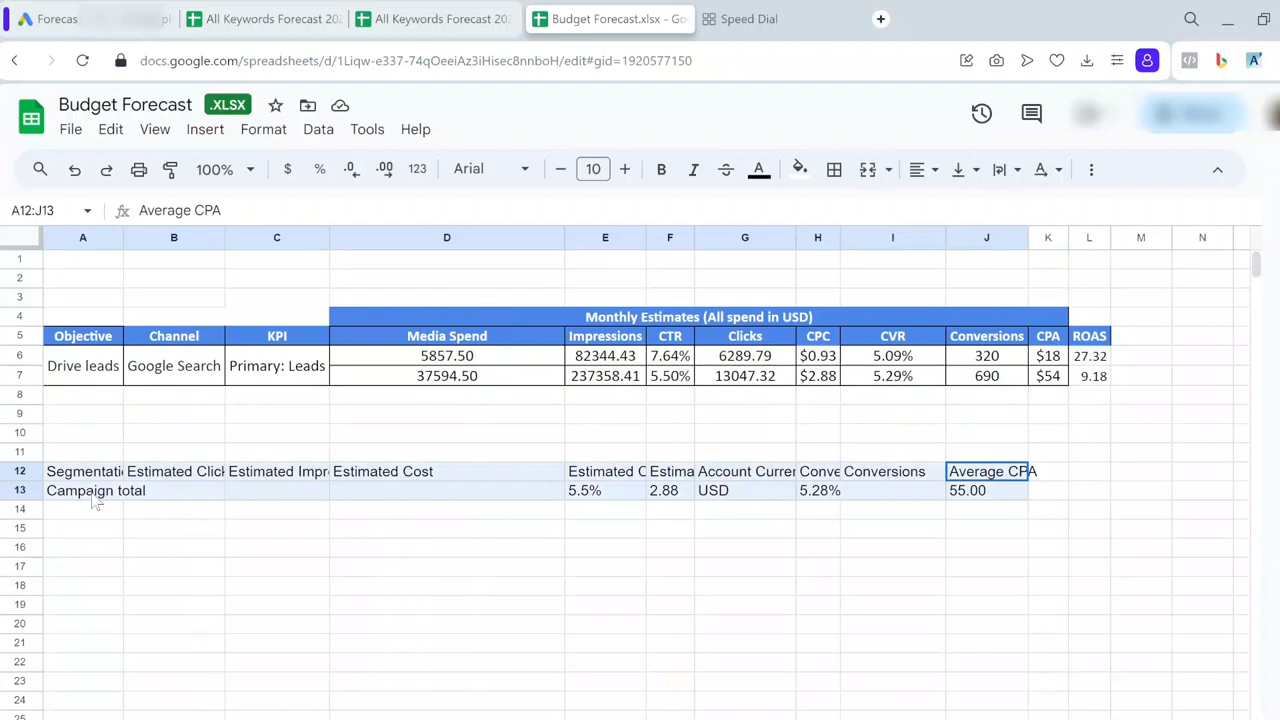 Forecas
All Keywords Forecast 202
All Keywords Forecast 202
Budget Forecast.xlsx - Goo
Speed Dial
docs.google.com/spreadsheets/d/1Liqw-e337-74qOeeiAz3iHisec8nnboH/edit#gid=1920577150
Budget Forecast .XLSX
File Edit View Insert Format Data Tools Help
100% $ % .0 .00 123 Arial 10 B I A
A12:J13 fx Average CPA
A B C D E F G H I J K L M N
1
2
3
4 Monthly Estimates (All spend in USD)
5 Objective Channel KPI Media Spend Impressions CTR Clicks CPC CVR Conversions CPA ROAS
6 Drive leads Google Search Primary: Leads 5857.50 82344.43 7.64% 6289.79 $0.93 5.09% 320 $18 27.32
7 37594.50 237358.41 5.50% 13047.32 $2.88 5.29% 690 $54 9.18
8
9
10
11
12 Segmentati Estimated Clic Estimated Impr Estimated Cost Estimated C Estima Account Curren Conve Conversions Average CPA
13 Campaign total 5.5% 2.88 USD 5.28% 55.00
14
15
16
17
18
19
20
21
22
23
24
25